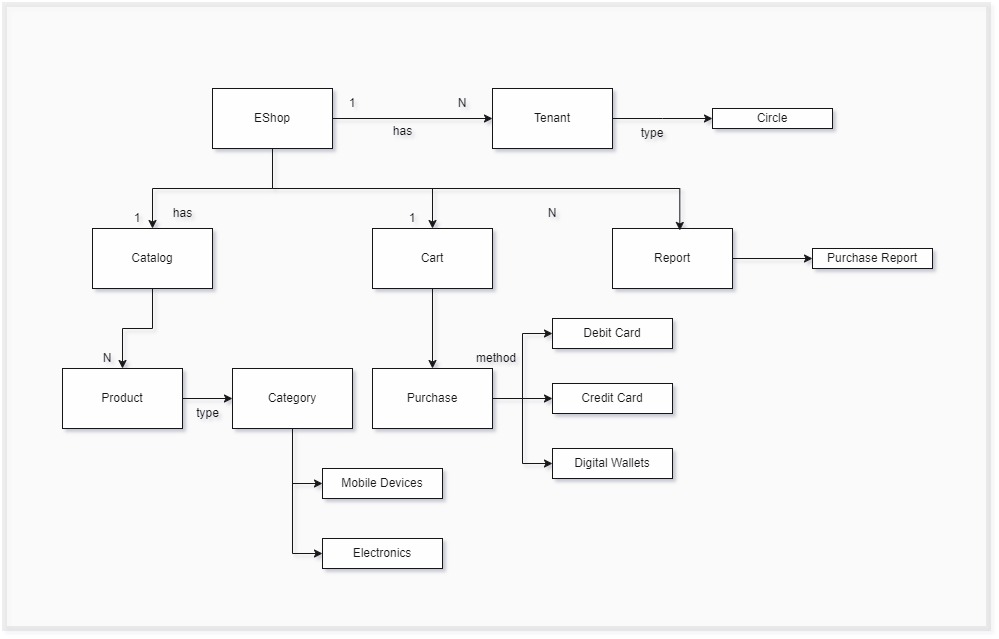 1
N
EShop
Tenant
Circle
has
type
has
N
1
1
Catalog
Cart
Report
Purchase Report
Debit Card
N
method
Product
Category
Purchase
Credit Card
type
Digital Wallets
Mobile Devices
Electronics